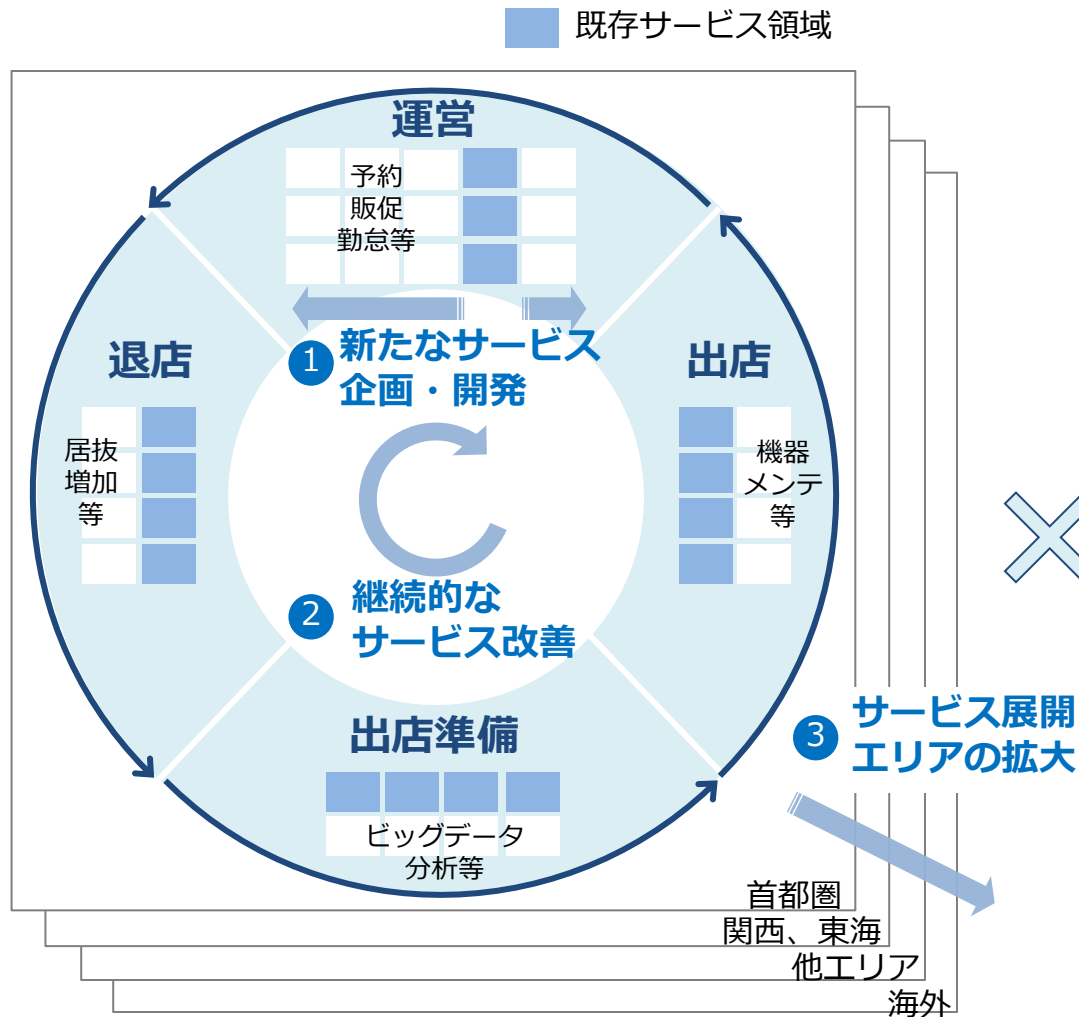 既存サービス領域
運営
予約
販促
勤怠等
1 新たなサービス
企画・開発
退店
居抜
増加
等
出店
機器
メンテ
等
2 継続的な
サービス改善
出店準備
ビッグデータ
分析等
3 サービス展開
エリアの拡大
首都圏
関西、東海
他エリア
海外